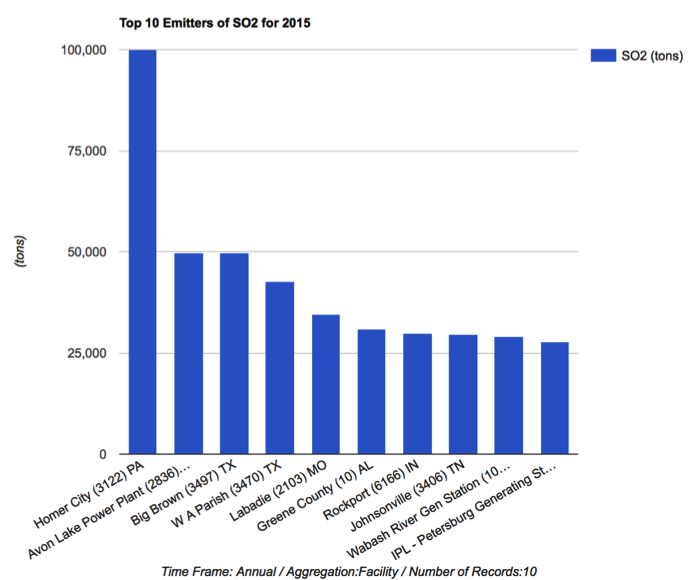 Top 10 Emitters of SO2 for 2015
SO2 (tons)
(tons)
100,000
75,000
50,000
25,000
0
Homer City (3122) PA
Avon Lake Power Plant (2836)...
Big Brown (3497) TX
W A Parish (3470) TX
Labadie (2103) MO
Greene County (10) AL
Rockport (6166) IN
Johnsonville (3406) TN
Wabash River Gen Station (10...
IPL - Petersburg Generating St...
Time Frame: Annual / Aggregation:Facility / Number of Records:10